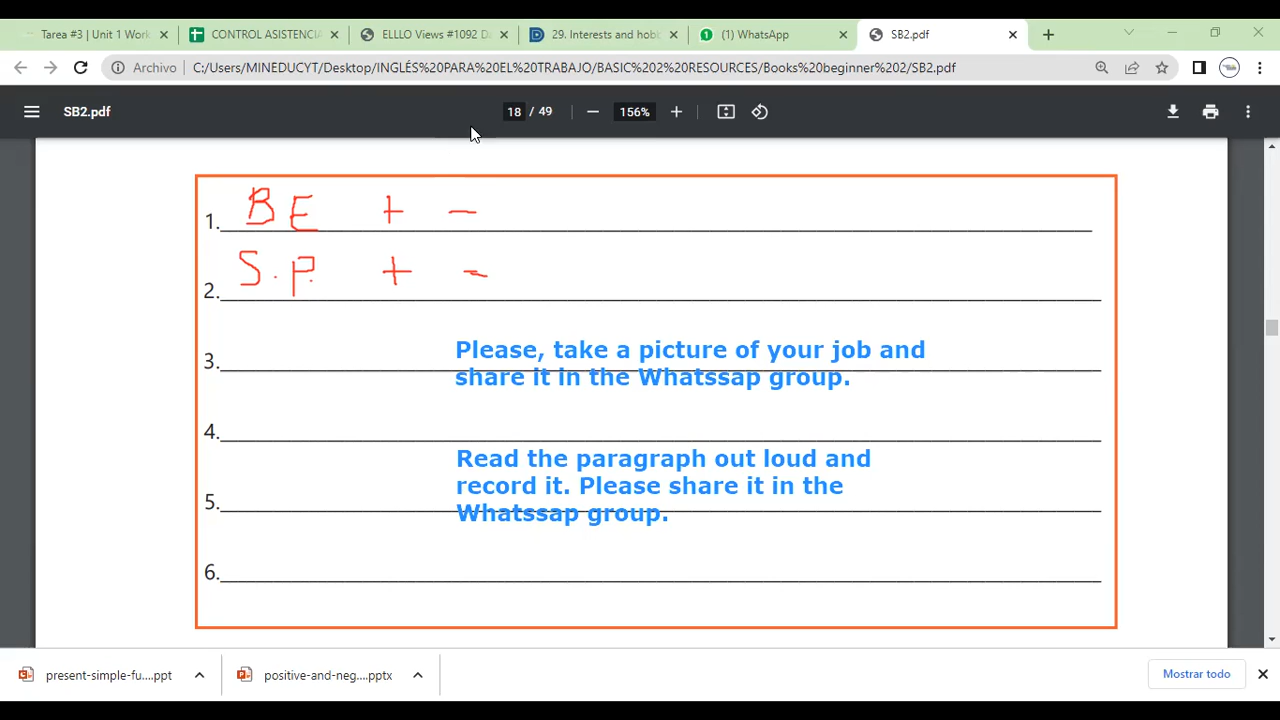 Tarea #3 | Unit 1 Work
CONTROL ASISTENCIA
ELLLO Views #1092 Da
29. Interests and hobb
(1) WhatsApp
SB2.pdf
Archivo
C:/Users/MINEDUCYT/Desktop/INGLÉS%20PARA%20EL%20TRABAJO/BASIC%202%20RESOURCES/Books%20beginner%202/SB2.pdf
SB2.pdf
18 / 49
156%
1. BE + -
2. S.P. + -
3.
Please, take a picture of your job and
share it in the Whatssap group.
4.
Read the paragraph out loud and
record it. Please share it in the
Whatssap group.
5.
6.
present-simple-fu....ppt
positive-and-neg....pptx
Mostrar todo